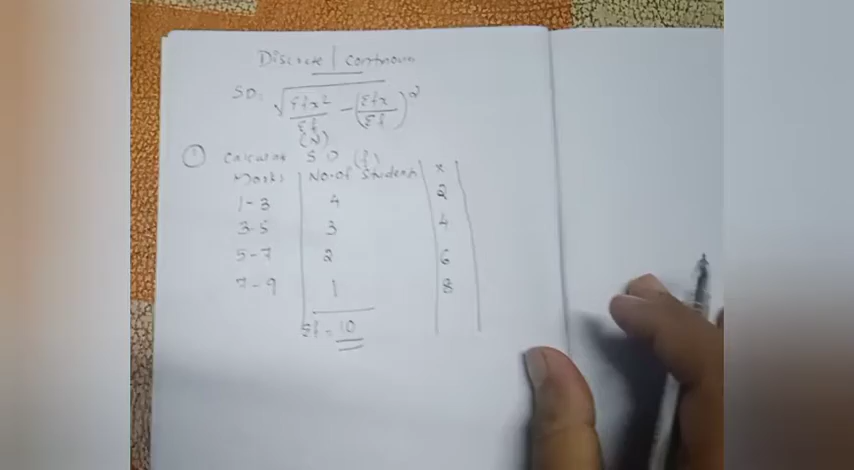 Discrete | Continuous
SD = √ Σfx² / Σf (N) − (Σfx / Σf)²
① Calculate SD (f)
Marks | No. of Students | x
1-3 4 2
3-5 3 4
5-7 2 6
7-9 1 8
Σf = 10